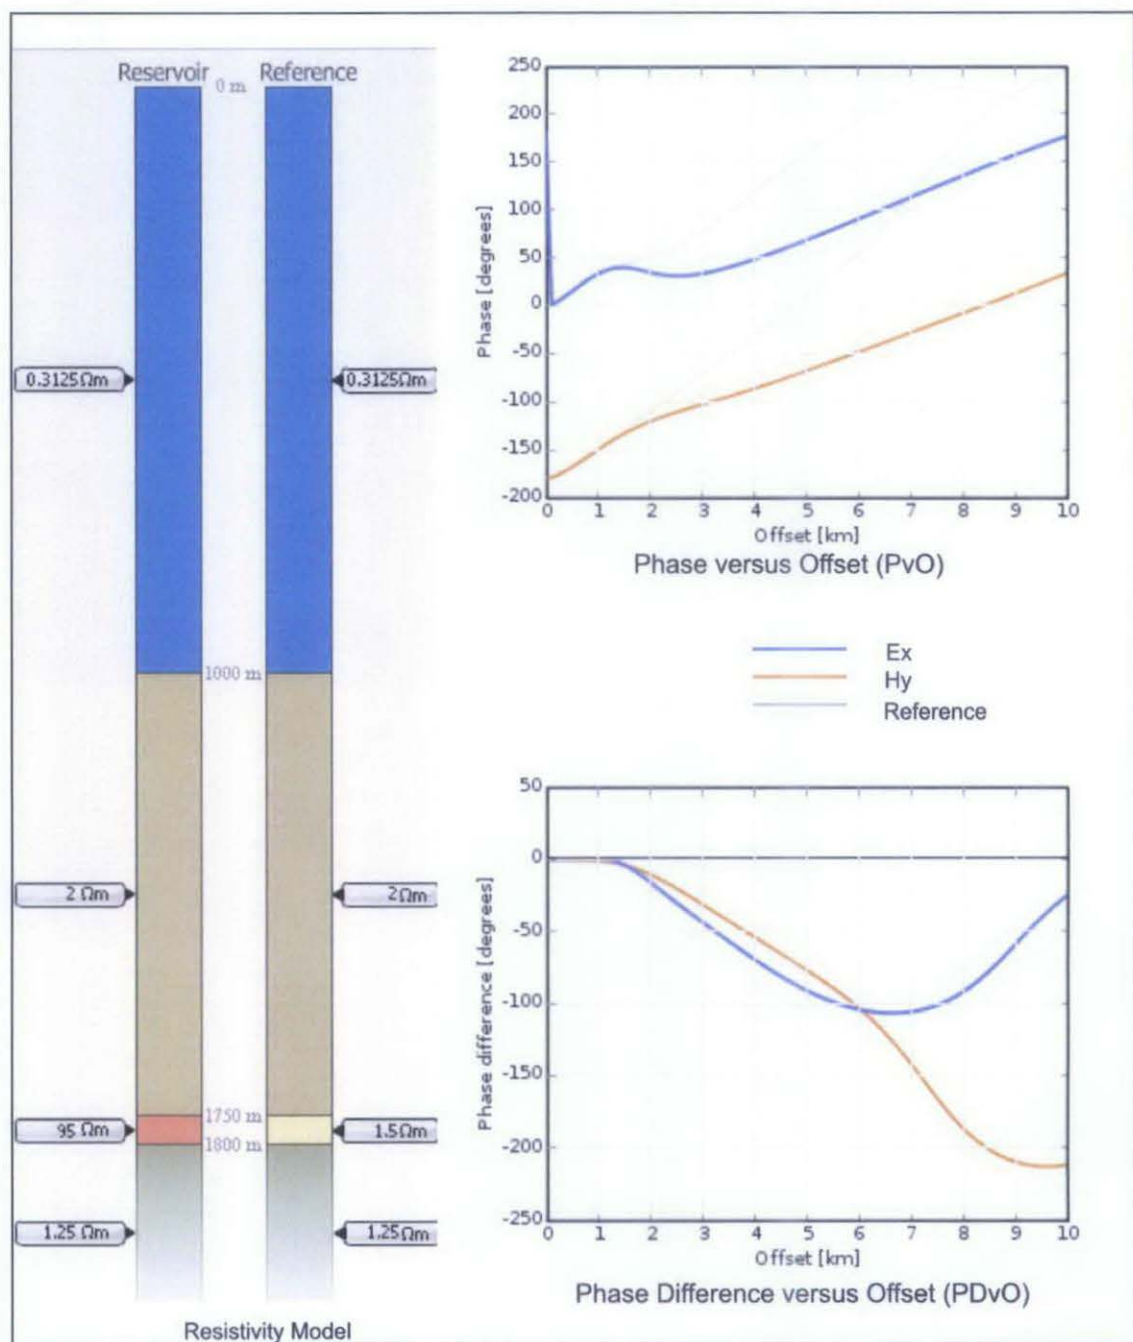 Reservoir
Reference
0 m
0.3125Ωm
0.3125Ωm
1000 m
2 Ωm
2Ωm
1750 m
95 Ωm
1.5Ωm
1800 m
1.25 Ωm
1.25Ωm
Resistivity Model
250
200
150
100
50
0
-50
-100
-150
-200
Phase [degrees]
0 1 2 3 4 5 6 7 8 9 10
Offset [km]
Phase versus Offset (PvO)
Ex
Hy
Reference
50
0
-50
-100
-150
-200
-250
Phase difference [degrees]
0 1 2 3 4 5 6 7 8 9 10
Offset [km]
Phase Difference versus Offset (PDvO)